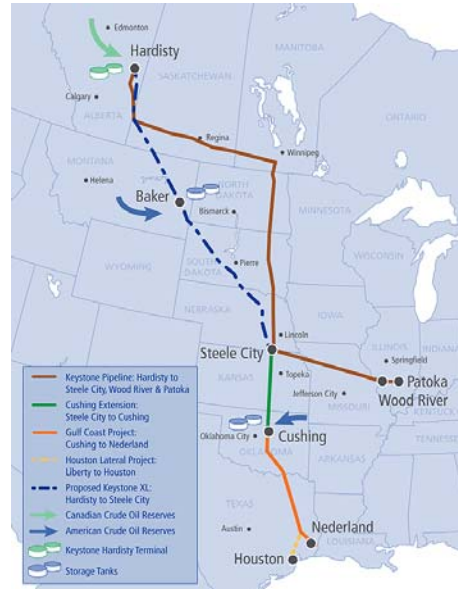 Edmonton
Hardisty
MANITOBA
SASKATCHEWAN
Calgary
ALBERTA
ONTARIO
Regina
Winnipeg
MONTANA
Helena
NORTH
DAKOTA
Baker
Bismarck
MINNESOTA
SOUTH
DAKOTA
Pierre
WISCONSIN
WYOMING
IOWA
NEBRASKA
Lincoln
Steele City
ILLINOIS
INDIANA
Springfield
KANSAS
Topeka
Patoka
Wood River
Jefferson City
MISSOURI
KENTUCKY
Oklahoma City
Cushing
OKLAHOMA
TENNESSEE
ARKANSAS
TEXAS
Austin
Nederland
LOUISIANA
Houston
Keystone Pipeline: Hardisty to
Steele City, Wood River & Patoka
Cushing Extension:
Steele City to Cushing
Gulf Coast Project:
Cushing to Nederland
Houston Lateral Project:
Liberty to Houston
Proposed Keystone XL:
Hardisty to Steele City
Canadian Crude Oil Reserves
American Crude Oil Reserves
Keystone Hardisty Terminal
Storage Tanks